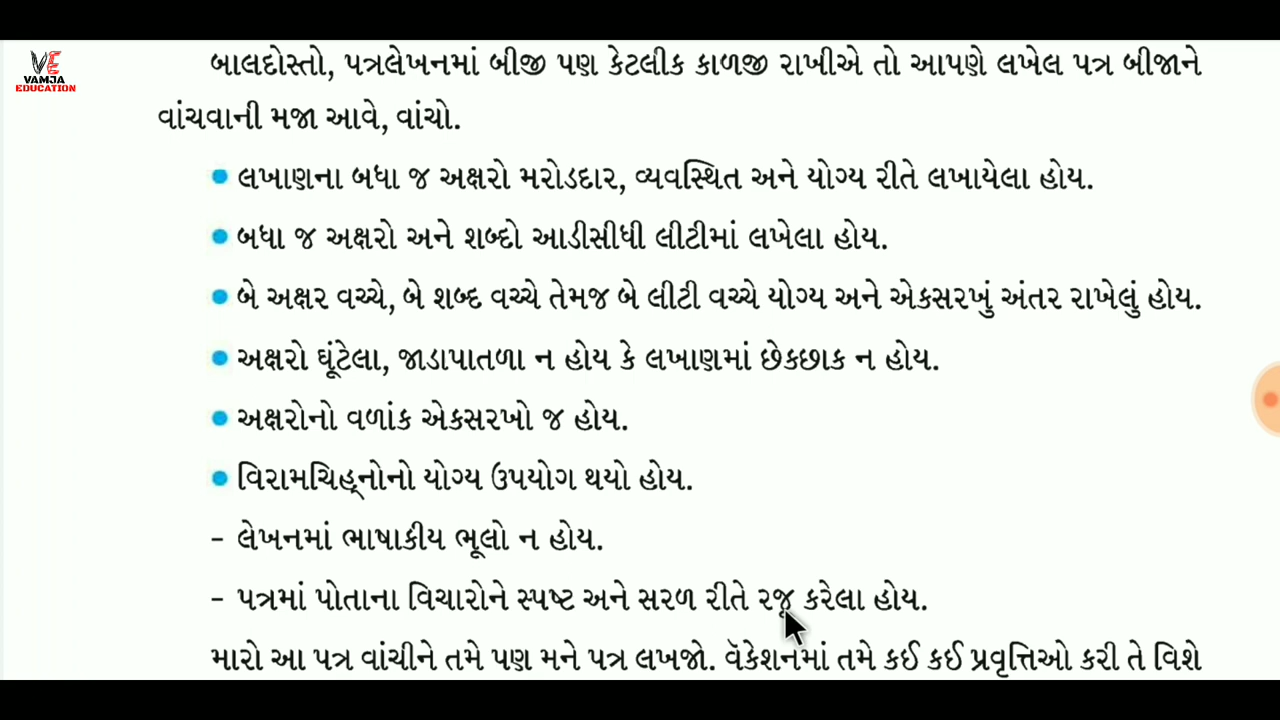 VE
VAMJA
EDUCATION
બાલદોસ્તો, પત્રલેખનમાં બીજી પણ કેટલીક કાળજી રાખીએ તો આપણે લખેલ પત્ર બીજાને
વાંચવાની મજા આવે, વાંચો.
● લખાણના બધા જ અક્ષરો મરોડદાર, વ્યવસ્થિત અને યોગ્ય રીતે લખાયેલા હોય.
● બધા જ અક્ષરો અને શબ્દો આડીસીધી લીટીમાં લખેલા હોય.
● બે અક્ષર વચ્ચે, બે શબ્દ વચ્ચે તેમજ બે લીટી વચ્ચે યોગ્ય અને એકસરખું અંતર રાખેલું હોય.
● અક્ષરો ઘૂંટેલા, જાડાપાતળા ન હોય કે લખાણમાં છેકછાક ન હોય.
● અક્ષરોનો વળાંક એકસરખો જ હોય.
● વિરામચિહ્નોનો યોગ્ય ઉપયોગ થયો હોય.
– લેખનમાં ભાષાકીય ભૂલો ન હોય.
– પત્રમાં પોતાના વિચારોને સ્પષ્ટ અને સરળ રીતે રજૂ કરેલા હોય.
મારો આ પત્ર વાંચીને તમે પણ મને પત્ર લખજો. વૅકેશનમાં તમે કઈ કઈ પ્રવૃત્તિઓ કરી તે વિશે